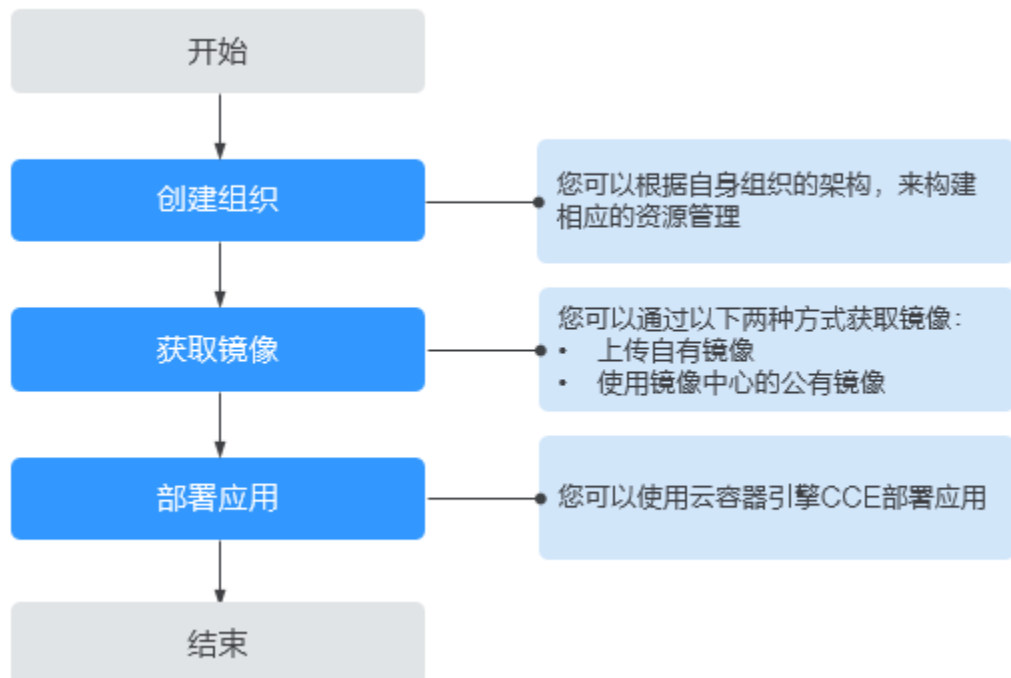 开始
创建组织
您可以根据自身组织的架构，来构建
相应的资源管理
获取镜像
您可以通过以下两种方式获取镜像：
• 上传自有镜像
• 使用镜像中心的公有镜像
部署应用
您可以使用云容器引擎CCE部署应用
结束